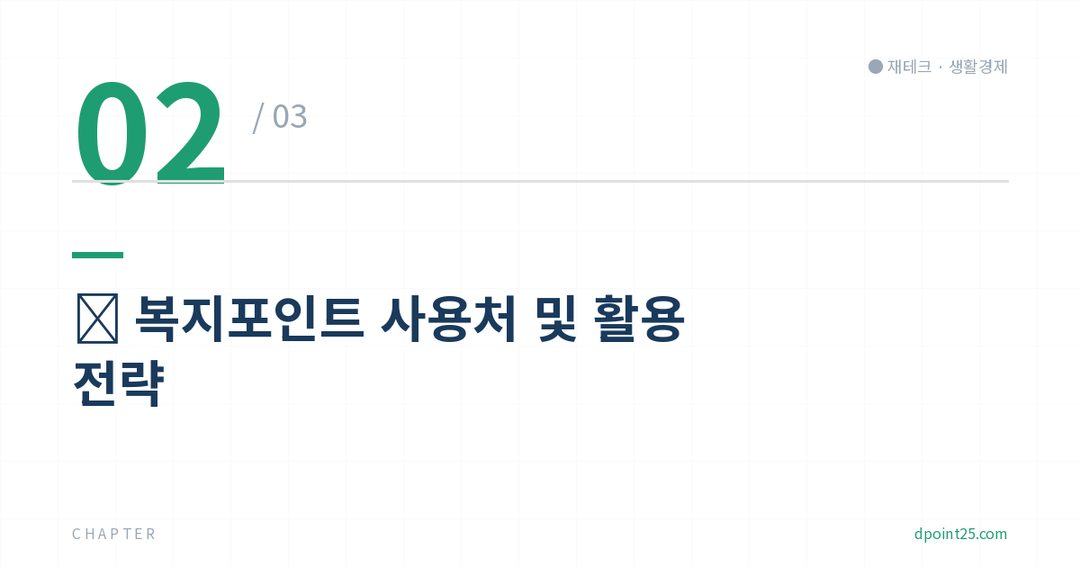 02 / 03
재테크 · 생활경제
복지포인트 사용처 및 활용
전략
CHAPTER
dpoint25.com